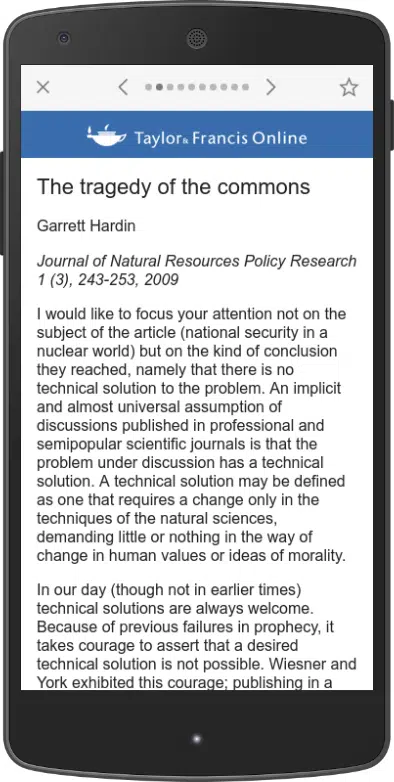 Taylor & Francis Online
The tragedy of the commons
Garrett Hardin
Journal of Natural Resources Policy Research
1 (3), 243-253, 2009
I would like to focus your attention not on the
subject of the article (national security in a
nuclear world) but on the kind of conclusion
they reached, namely that there is no
technical solution to the problem. An implicit
and almost universal assumption of
discussions published in professional and
semipopular scientific journals is that the
problem under discussion has a technical
solution. A technical solution may be defined
as one that requires a change only in the
techniques of the natural sciences,
demanding little or nothing in the way of
change in human values or ideas of morality.
In our day (though not in earlier times)
technical solutions are always welcome.
Because of previous failures in prophecy, it
takes courage to assert that a desired
technical solution is not possible. Wiesner and
York exhibited this courage; publishing in a